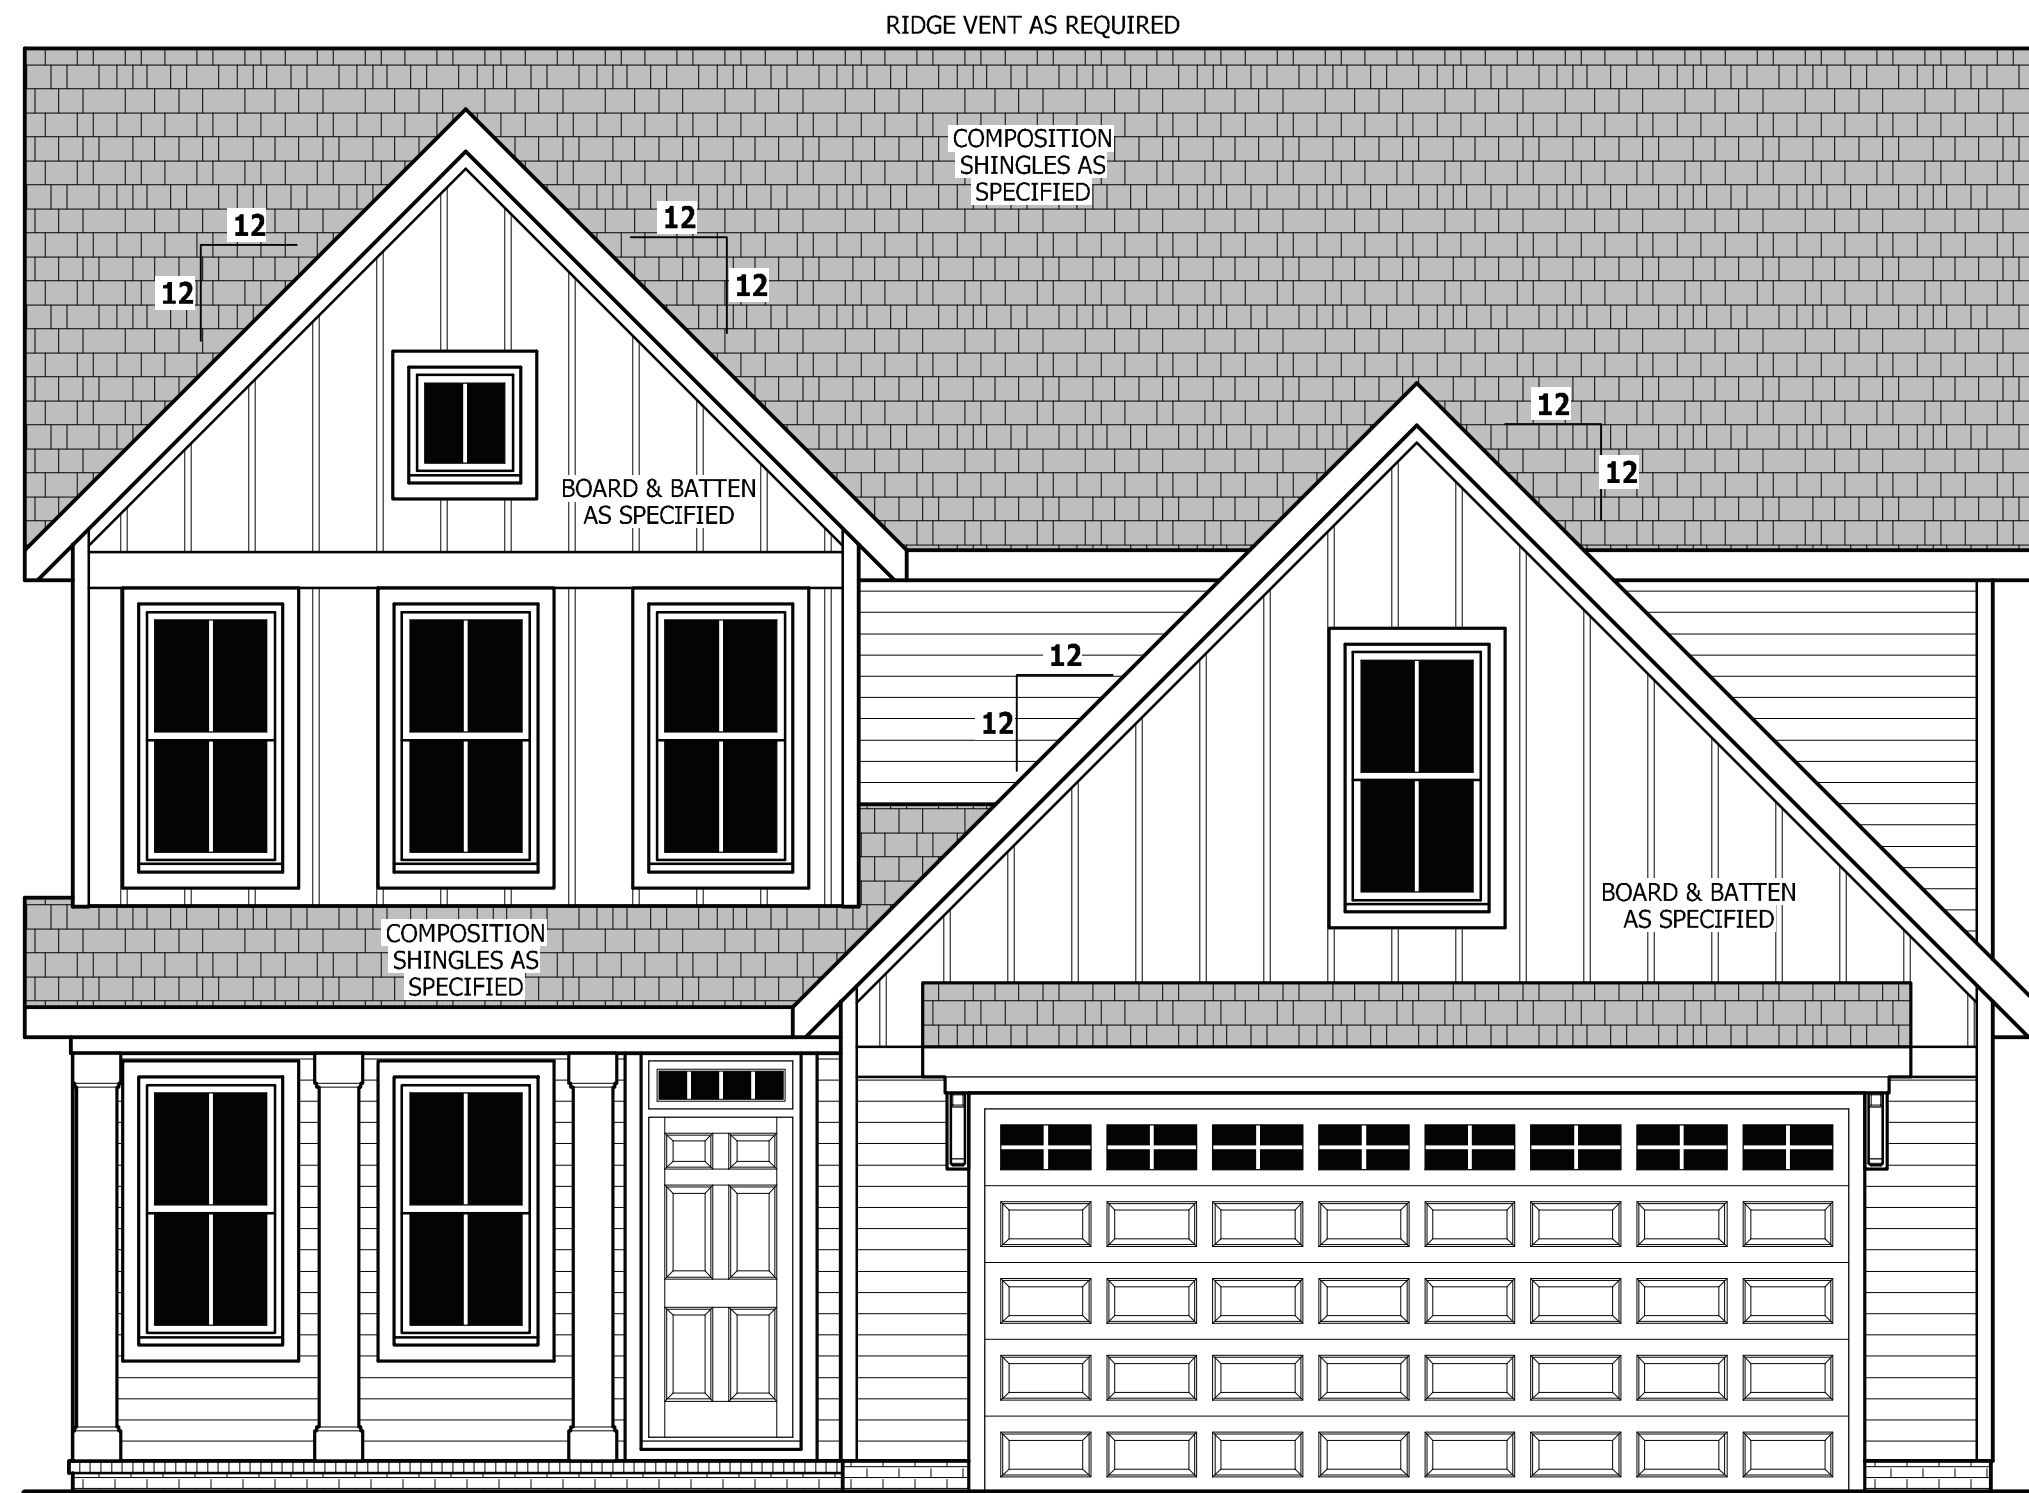 RIDGE VENT AS REQUIRED
COMPOSITION
SHINGLES AS
SPECIFIED
12
12
12
12
12
12
BOARD & BATTEN
AS SPECIFIED
12
12
BOARD & BATTEN
AS SPECIFIED
COMPOSITION
SHINGLES AS
SPECIFIED